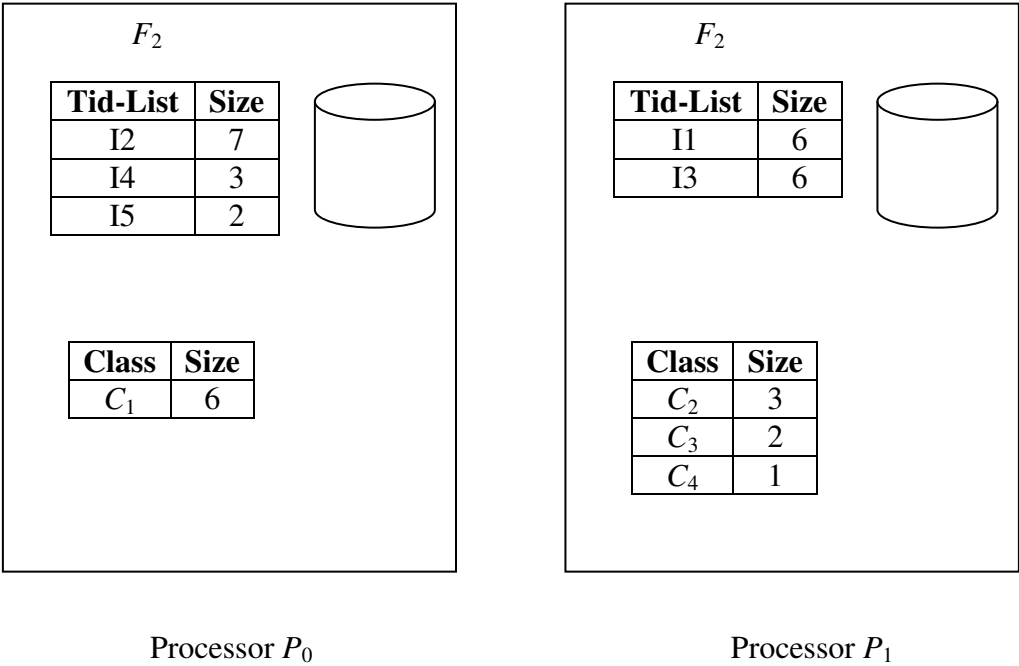 F₂
Tid-List Size
I2 7
I4 3
I5 2
Class Size
C₁ 6
Processor P₀
F₂
Tid-List Size
I1 6
I3 6
Class Size
C₂ 3
C₃ 2
C₄ 1
Processor P₁